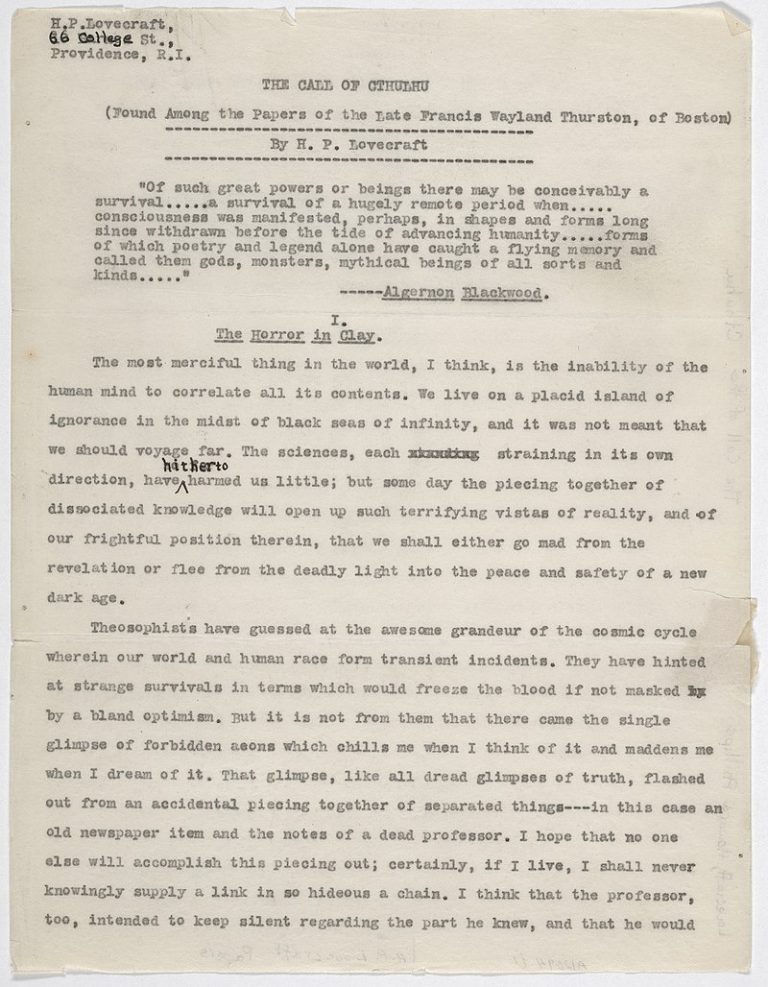 H.P.Lovecraft,
66 College St.,
Providence, R.I.
THE CALL OF CTHULHU
(Found Among the Papers of the Late Francis Wayland Thurston, of Boston)
By H. P. Lovecraft
"Of such great powers or beings there may be conceivably a
survival.....a survival of a hugely remote period when.....
consciousness was manifested, perhaps, in shapes and forms long
since withdrawn before the tide of advancing humanity.....forms
of which poetry and legend alone have caught a flying memory and
called them gods, monsters, mythical beings of all sorts and
kinds....."
-----Algernon Blackwood.
I.
The Horror in Clay.
The most merciful thing in the world, I think, is the inability of the
human mind to correlate all its contents. We live on a placid island of
ignorance in the midst of black seas of infinity, and it was not meant that
we should voyage far. The sciences, each straining in its own
direction, have hitherto harmed us little; but some day the piecing together of
dissociated knowledge will open up such terrifying vistas of reality, and of
our frightful position therein, that we shall either go mad from the
revelation or flee from the deadly light into the peace and safety of a new
dark age.
Theosophists have guessed at the awesome grandeur of the cosmic cycle
wherein our world and human race form transient incidents. They have hinted
at strange survivals in terms which would freeze the blood if not masked
by a bland optimism. But it is not from them that there came the single
glimpse of forbidden aeons which chills me when I think of it and maddens me
when I dream of it. That glimpse, like all dread glimpses of truth, flashed
out from an accidental piecing together of separated things---in this case an
old newspaper item and the notes of a dead professor. I hope that no one
else will accomplish this piecing out; certainly, if I live, I shall never
knowingly supply a link in so hideous a chain. I think that the professor,
too, intended to keep silent regarding the part he knew, and that he would